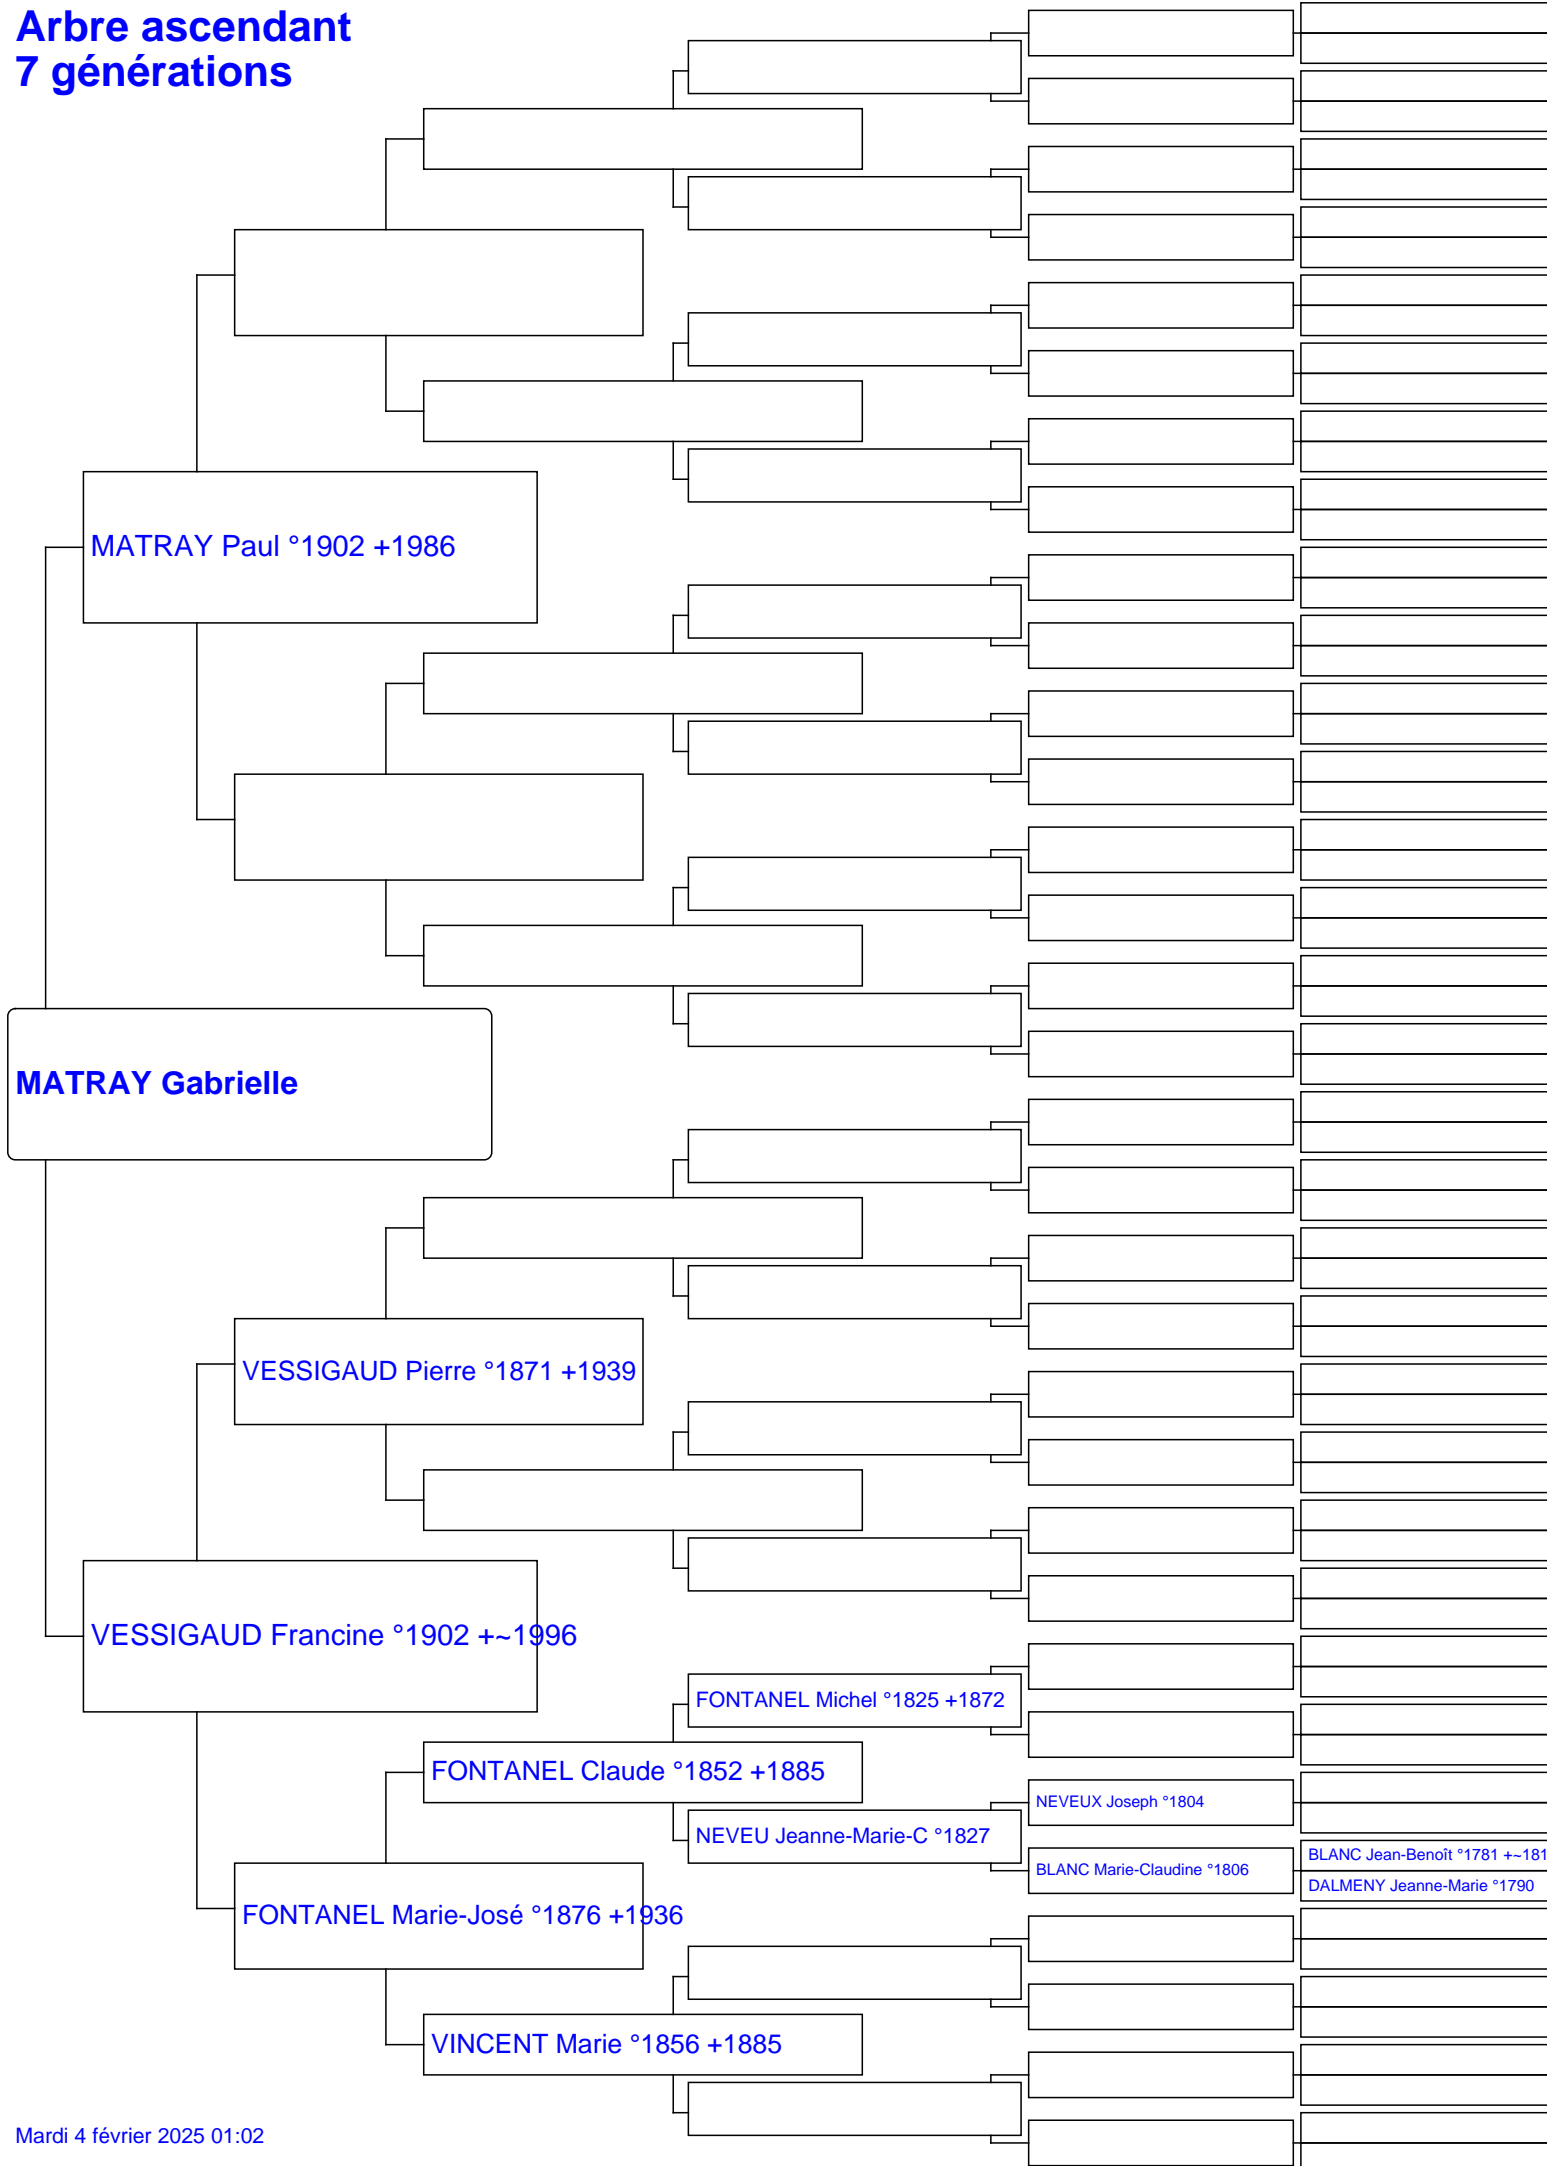 Arbre ascendant
7 générations
MATRAY Paul °1902 +1986
MATRAY Gabrielle
VESSIGAUD Pierre °1871 +1939
VESSIGAUD Francine °1902 +~1996
FONTANEL Michel °1825 +1872
FONTANEL Claude °1852 +1885
NEVEUX Joseph °1804
NEVEU Jeanne-Marie-C °1827
BLANC Jean-Benoît °1781 +~181
BLANC Marie-Claudine °1806
DALMENY Jeanne-Marie °1790
FONTANEL Marie-José °1876 +1936
VINCENT Marie °1856 +1885
Mardi 4 février 2025 01:02